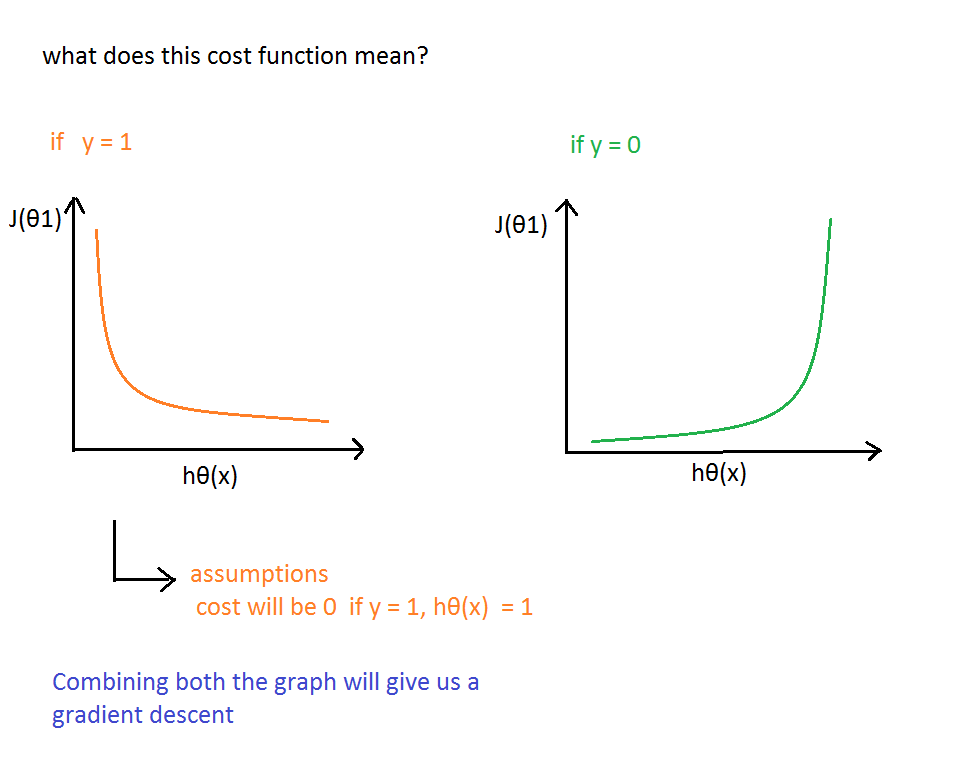 what does this cost function mean?
if y = 1
if y = 0
J(θ1)
J(θ1)
hθ(x)
hθ(x)
assumptions
cost will be 0 if y = 1, hθ(x) = 1
Combining both the graph will give us a
gradient descent